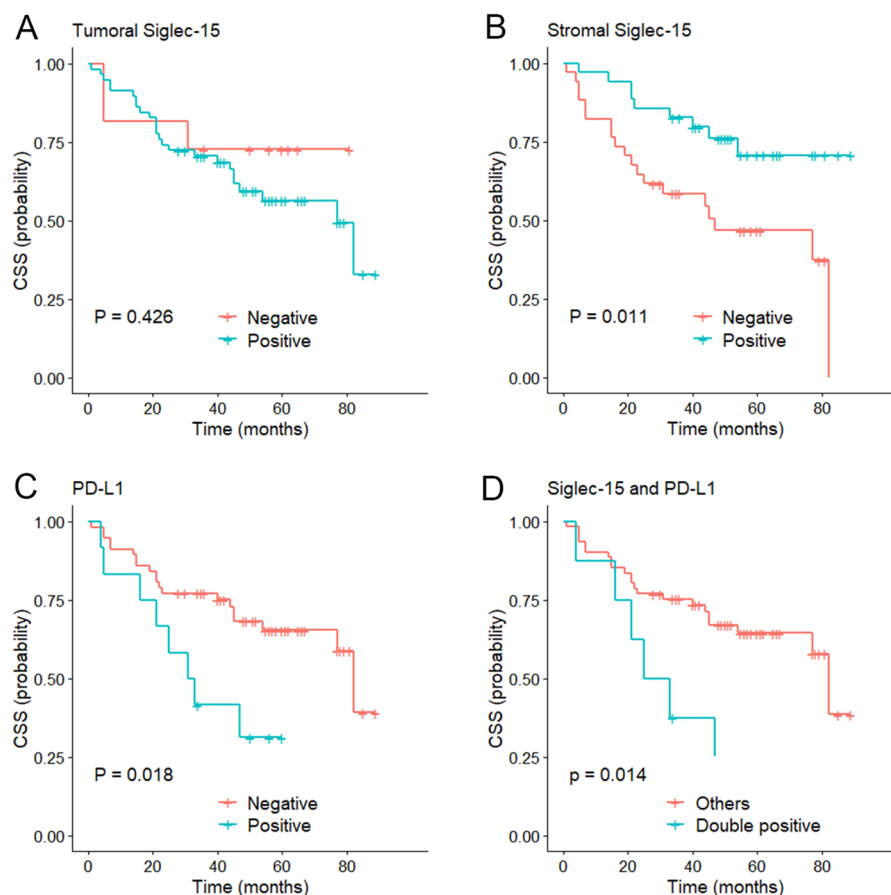 A
Tumoral Siglec-15
CSS (probability)
1.00
0.75
0.50
0.25
0.00
P = 0.426
Negative
Positive
0 20 40 60 80
Time (months)
B
Stromal Siglec-15
CSS (probability)
1.00
0.75
0.50
0.25
0.00
P = 0.011
Negative
Positive
0 20 40 60 80
Time (months)
C
PD-L1
CSS (probability)
1.00
0.75
0.50
0.25
0.00
P = 0.018
Negative
Positive
0 20 40 60 80
Time (months)
D
Siglec-15 and PD-L1
CSS (probability)
1.00
0.75
0.50
0.25
0.00
p = 0.014
Others
Double positive
0 20 40 60 80
Time (months)